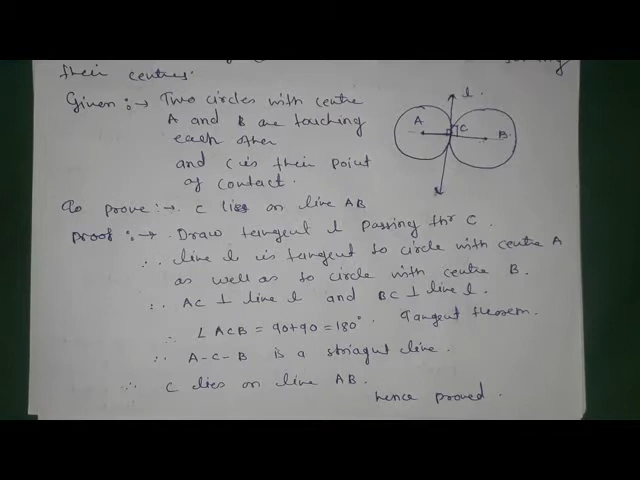 their centres.
Given :→ Two circles with centre
A and B are touching
each other
and C is their point
of contact.
l.
A
C
B
To prove :→ C lies on line AB
Proof :→ Draw tangent l passing thr C.
∴ line l is tangent to circle with centre A
as well as to circle with centre B.
∴ AC ⊥ line l and BC ⊥ line l.
∴ ∠ACB = 90+90 = 180°. Tangent theorem.
∴ A-C-B is a striagnt line.
∴ C lies on line AB.
hence proved.